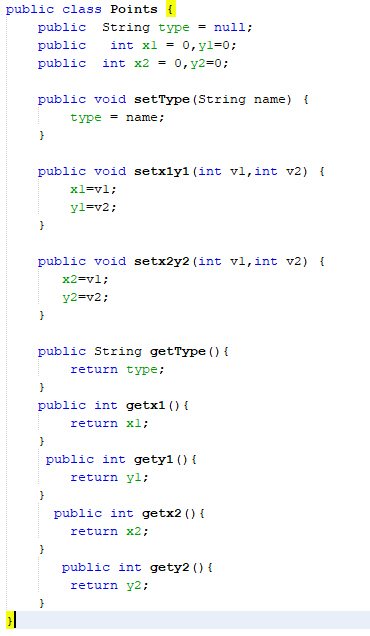 public class Points {
public  String type = null;
public   int x1 = 0,y1=0;
public  int x2 = 0,y2=0;
public void setType(String name) {
type = name;
}
public void setx1y1(int v1,int v2) {
x1=v1;
y1=v2;
}
public void setx2y2(int v1,int v2) {
x2=v1;
y2=v2;
}
public String getType(){
return type;
}
public int getx1(){
return x1;
}
public int gety1(){
return y1;
}
public int getx2(){
return x2;
}
public int gety2(){
return y2;
}
}